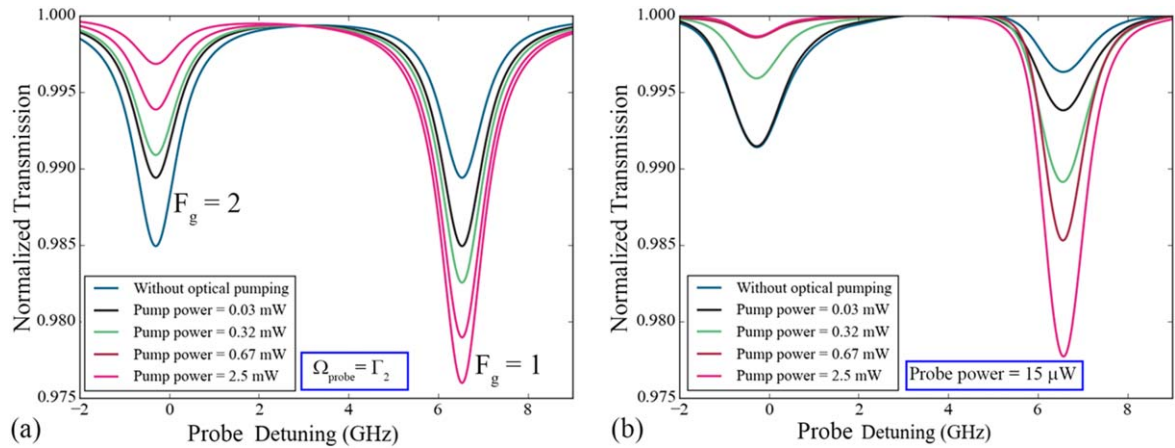 1.000
0.995
0.990
0.985
0.980
0.975
Normalized Transmission
F_g = 2
F_g = 1
Without optical pumping
Pump power = 0.03 mW
Pump power = 0.32 mW
Pump power = 0.67 mW
Pump power = 2.5 mW
Ω_probe = Γ_2
−2 0 2 4 6 8
Probe Detuning (GHz)
(a)
1.000
0.995
0.990
0.985
0.980
0.975
Normalized Transmission
Without optical pumping
Pump power = 0.03 mW
Pump power = 0.32 mW
Pump power = 0.67 mW
Pump power = 2.5 mW
Probe power = 15 μW
−2 0 2 4 6 8
Probe Detuning (GHz)
(b)